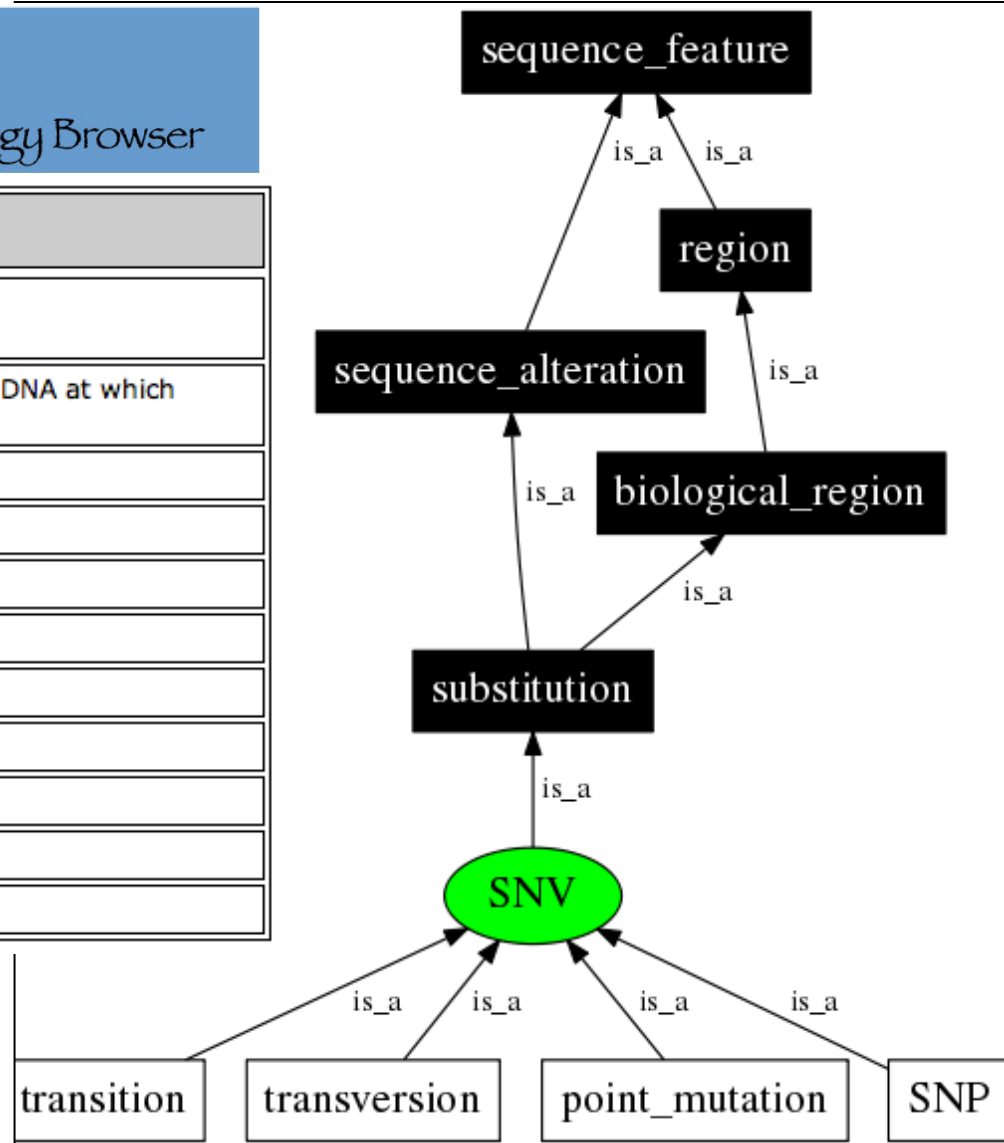 gy Browser
DNA at which
sequence_feature
is_a
is_a
region
sequence_alteration
is_a
is_a
biological_region
is_a
substitution
is_a
SNV
is_a
is_a
is_a
is_a
transition
transversion
point_mutation
SNP